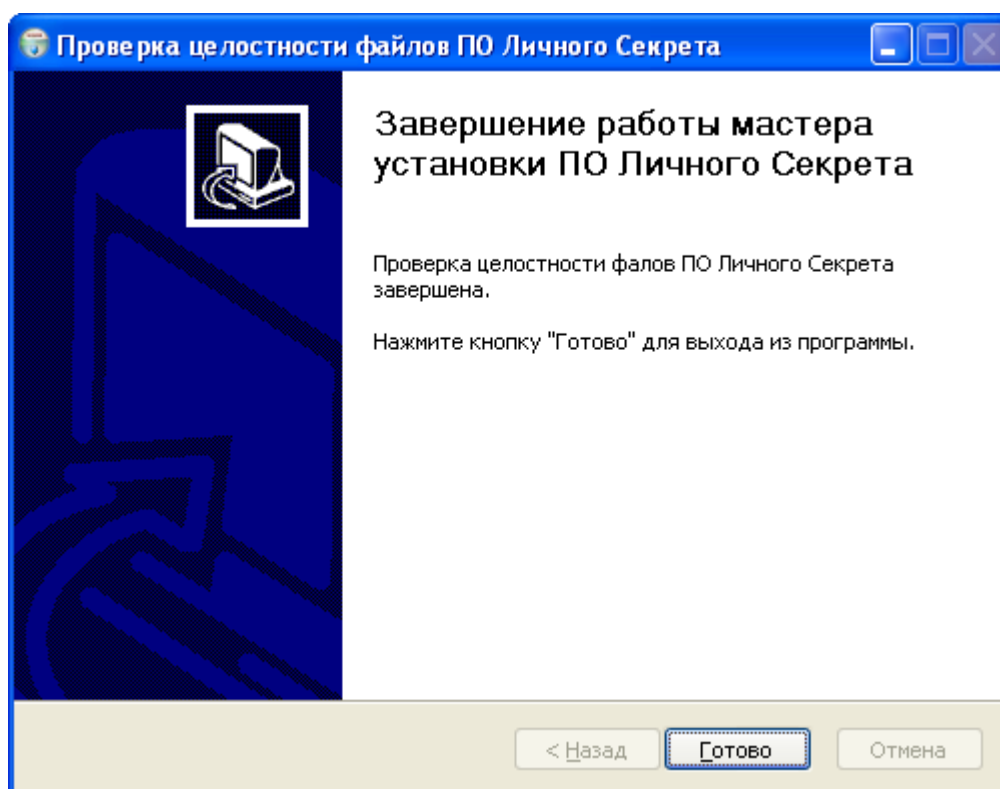 Проверка целостности файлов ПО Личного Секрета
Завершение работы мастера
установки ПО Личного Секрета
Проверка целостности фалов ПО Личного Секрета
завершена.
Нажмите кнопку "Готово" для выхода из программы.
< Назад
Готово
Отмена